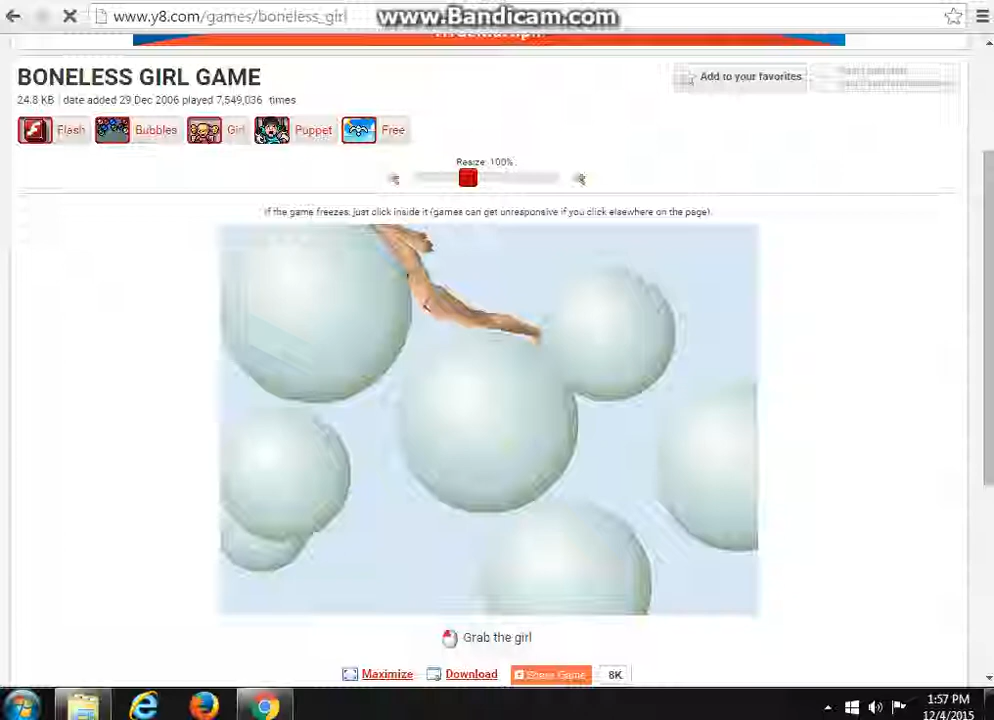 www.y8.com/games/boneless_girl
www.Bandicam.com
BONELESS GIRL GAME
Add to your favorites
24.8 KB date added 29 Dec 2006 played 7,549,036 times
Flash Bubbles Girl Puppet Free
Resize: 100%
If the game freezes, just click inside it (games can get unresponsive if you click elsewhere on the page).
Grab the girl
Maximize Download Share Game 8K
1:57 PM
12/4/2015